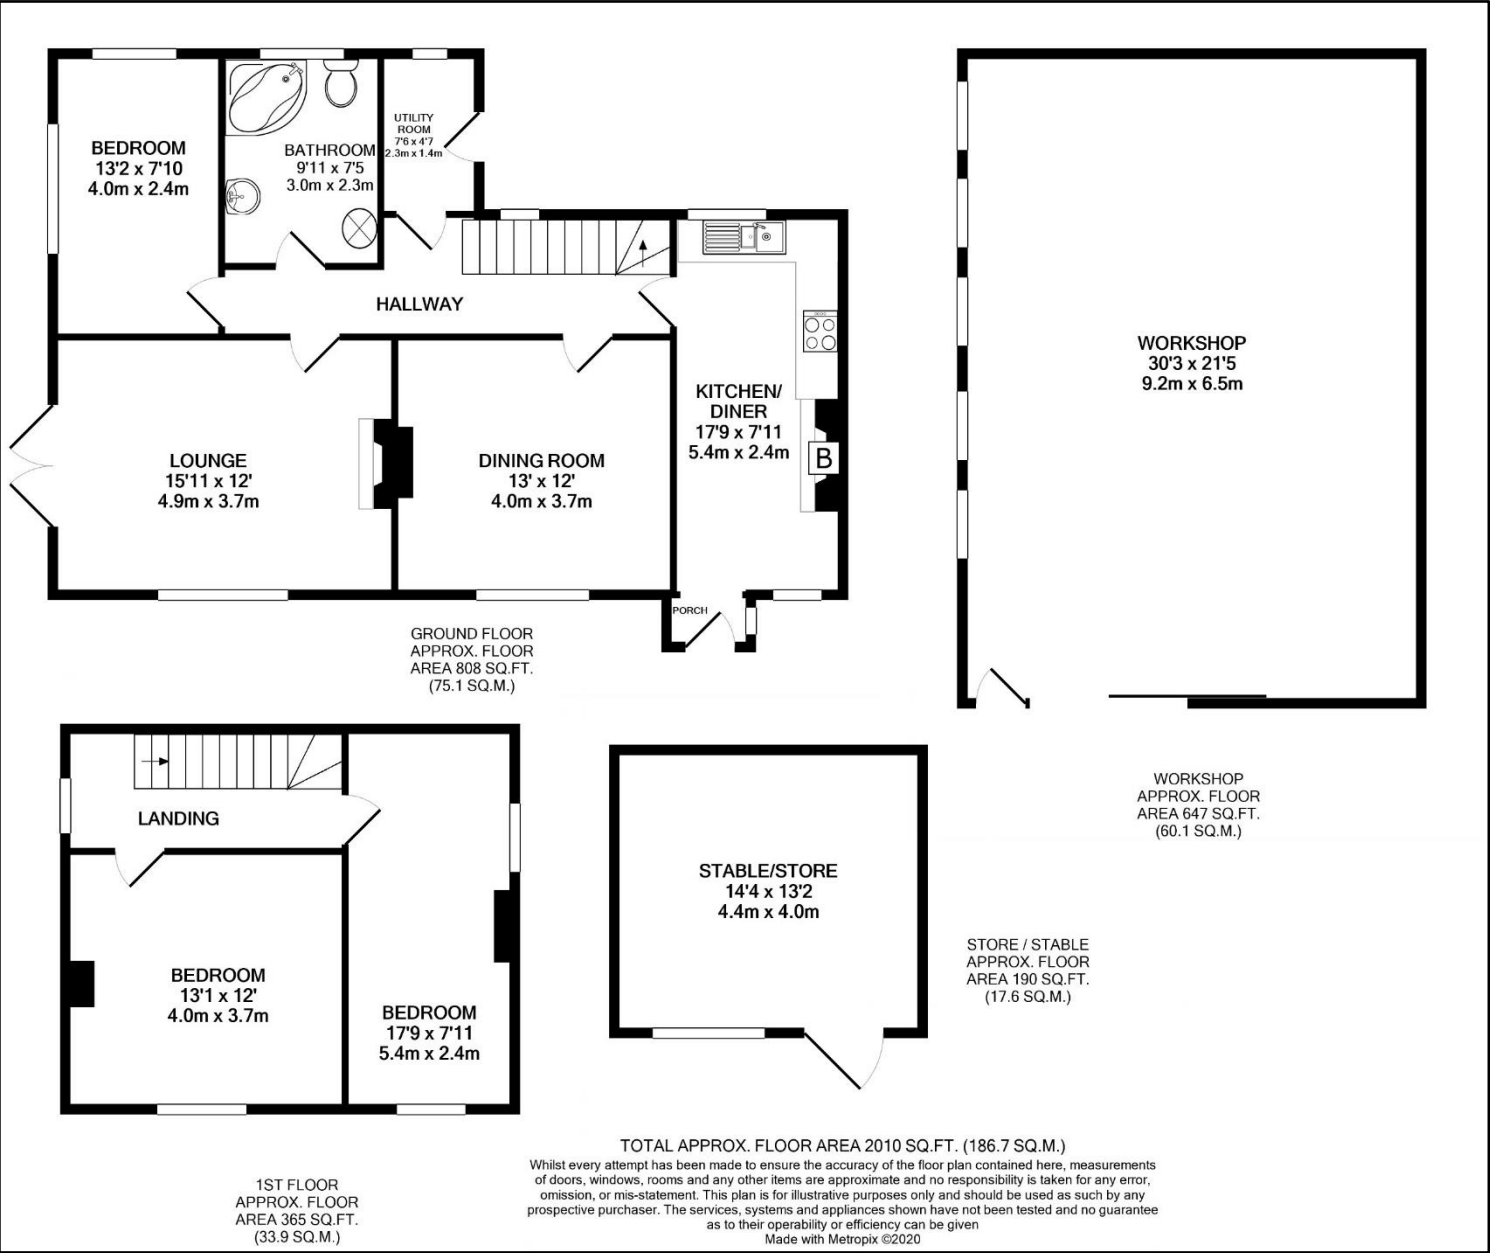 BEDROOM
13'2 x 7'10
4.0m x 2.4m
BATHROOM
9'11 x 7'5
3.0m x 2.3m
UTILITY
ROOM
7'6 x 4'7
2.3m x 1.4m
HALLWAY
LOUNGE
15'11 x 12'
4.9m x 3.7m
DINING ROOM
13' x 12'
4.0m x 3.7m
KITCHEN/
DINER
17'9 x 7'11
5.4m x 2.4m
B
PORCH
GROUND FLOOR
APPROX. FLOOR
AREA 808 SQ.FT.
(75.1 SQ.M.)
WORKSHOP
30'3 x 21'5
9.2m x 6.5m
WORKSHOP
APPROX. FLOOR
AREA 647 SQ.FT.
(60.1 SQ.M.)
LANDING
BEDROOM
13'1 x 12'
4.0m x 3.7m
BEDROOM
17'9 x 7'11
5.4m x 2.4m
1ST FLOOR
APPROX. FLOOR
AREA 365 SQ.FT.
(33.9 SQ.M.)
STABLE/STORE
14'4 x 13'2
4.4m x 4.0m
STORE / STABLE
APPROX. FLOOR
AREA 190 SQ.FT.
(17.6 SQ.M.)
TOTAL APPROX. FLOOR AREA 2010 SQ.FT. (186.7 SQ.M.)
Whilst every attempt has been made to ensure the accuracy of the floor plan contained here, measurements
of doors, windows, rooms and any other items are approximate and no responsibility is taken for any error,
omission, or mis-statement. This plan is for illustrative purposes only and should be used as such by any
prospective purchaser. The services, systems and appliances shown have not been tested and no guarantee
as to their operability or efficiency can be given
Made with Metropix ©2020